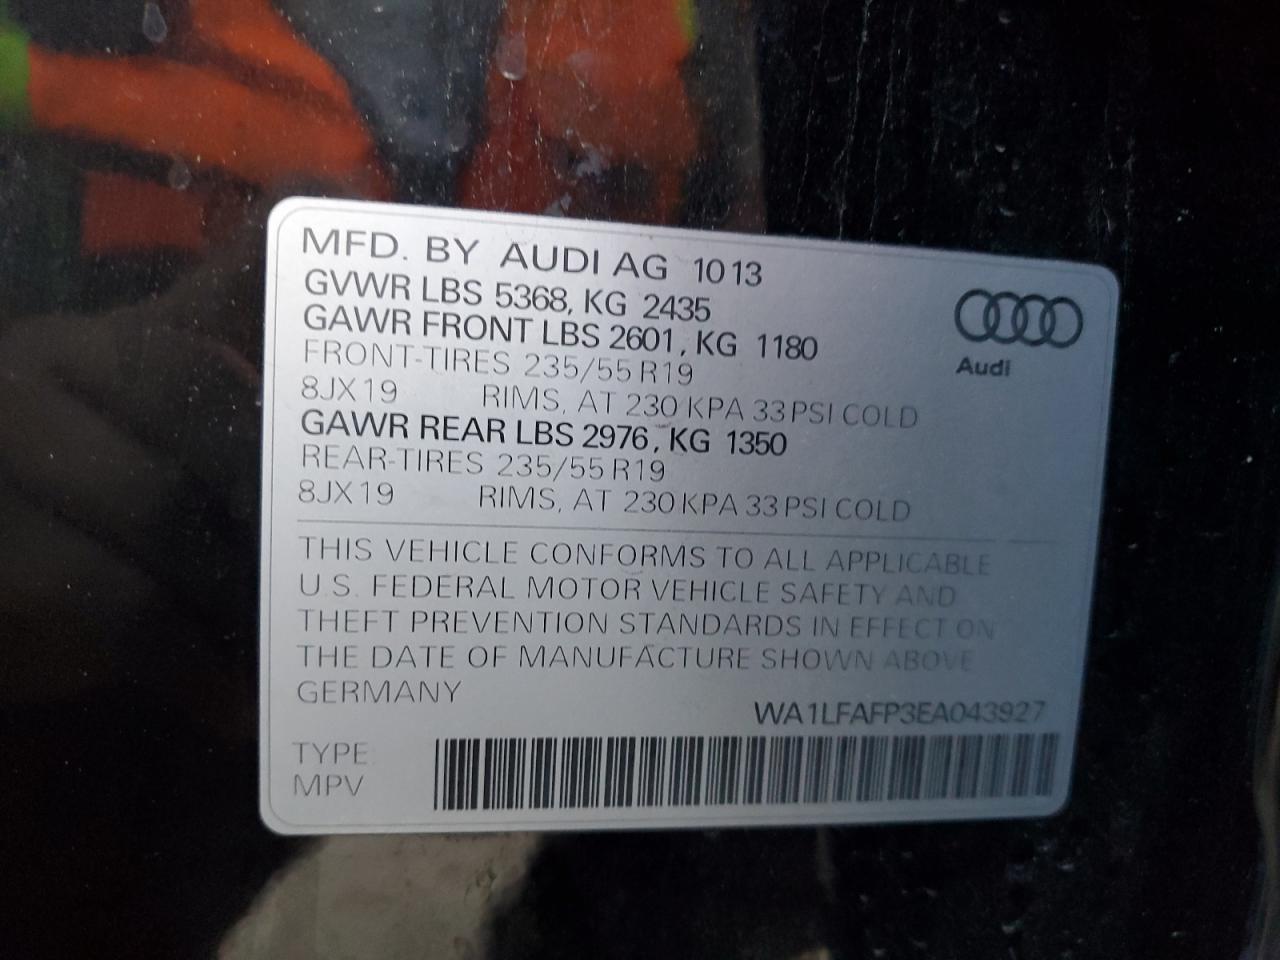 MFD. BY AUDI AG 10 13
GVWR LBS 5368, KG 2435
GAWR FRONT LBS 2601, KG 1180
FRONT-TIRES 235/55 R19
8JX19 RIMS, AT 230 KPA 33 PSI COLD
GAWR REAR LBS 2976, KG 1350
REAR-TIRES 235/55 R19
8JX19 RIMS, AT 230 KPA 33 PSI COLD
Audi
THIS VEHICLE CONFORMS TO ALL APPLICABLE
U.S. FEDERAL MOTOR VEHICLE SAFETY AND
THEFT PREVENTION STANDARDS IN EFFECT ON
THE DATE OF MANUFACTURE SHOWN ABOVE
GERMANY
WA1LFAFP3EA043927
TYPE:
MPV